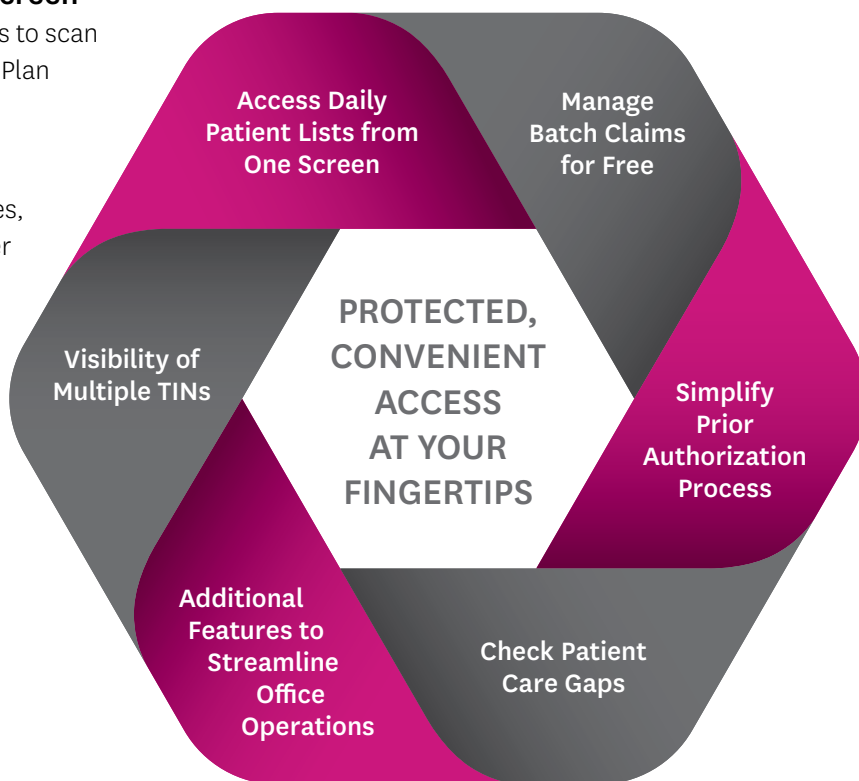 s to scan
Plan
es,
er
Access Daily
Patient Lists from
One Screen
Manage
Batch Claims
for Free
Visibility of
Multiple TINs
PROTECTED,
CONVENIENT
ACCESS
AT YOUR
FINGERTIPS
Simplify
Prior
Authorization
Process
Additional
Features to
Streamline
Office
Operations
Check Patient
Care Gaps